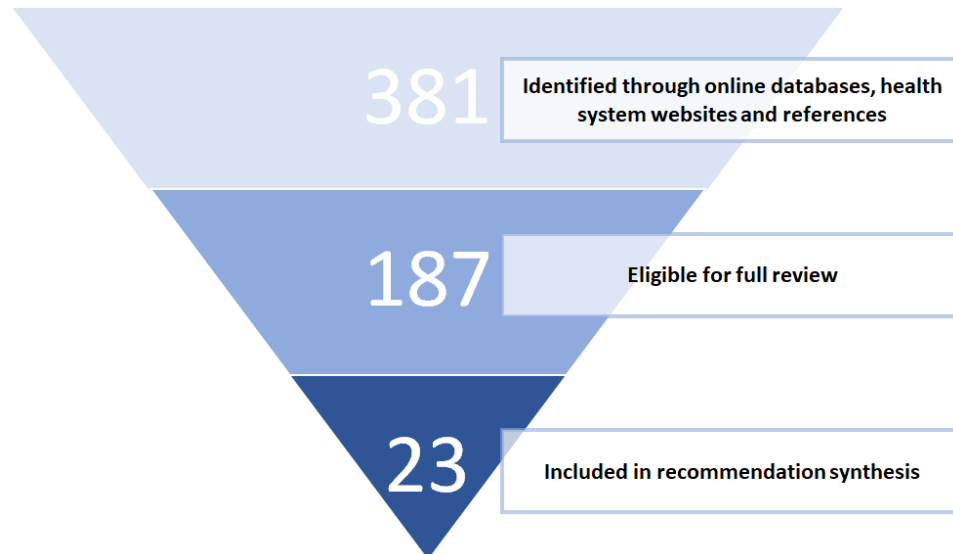 381
Identified through online databases, health
system websites and references
187
Eligible for full review
23
Included in recommendation synthesis